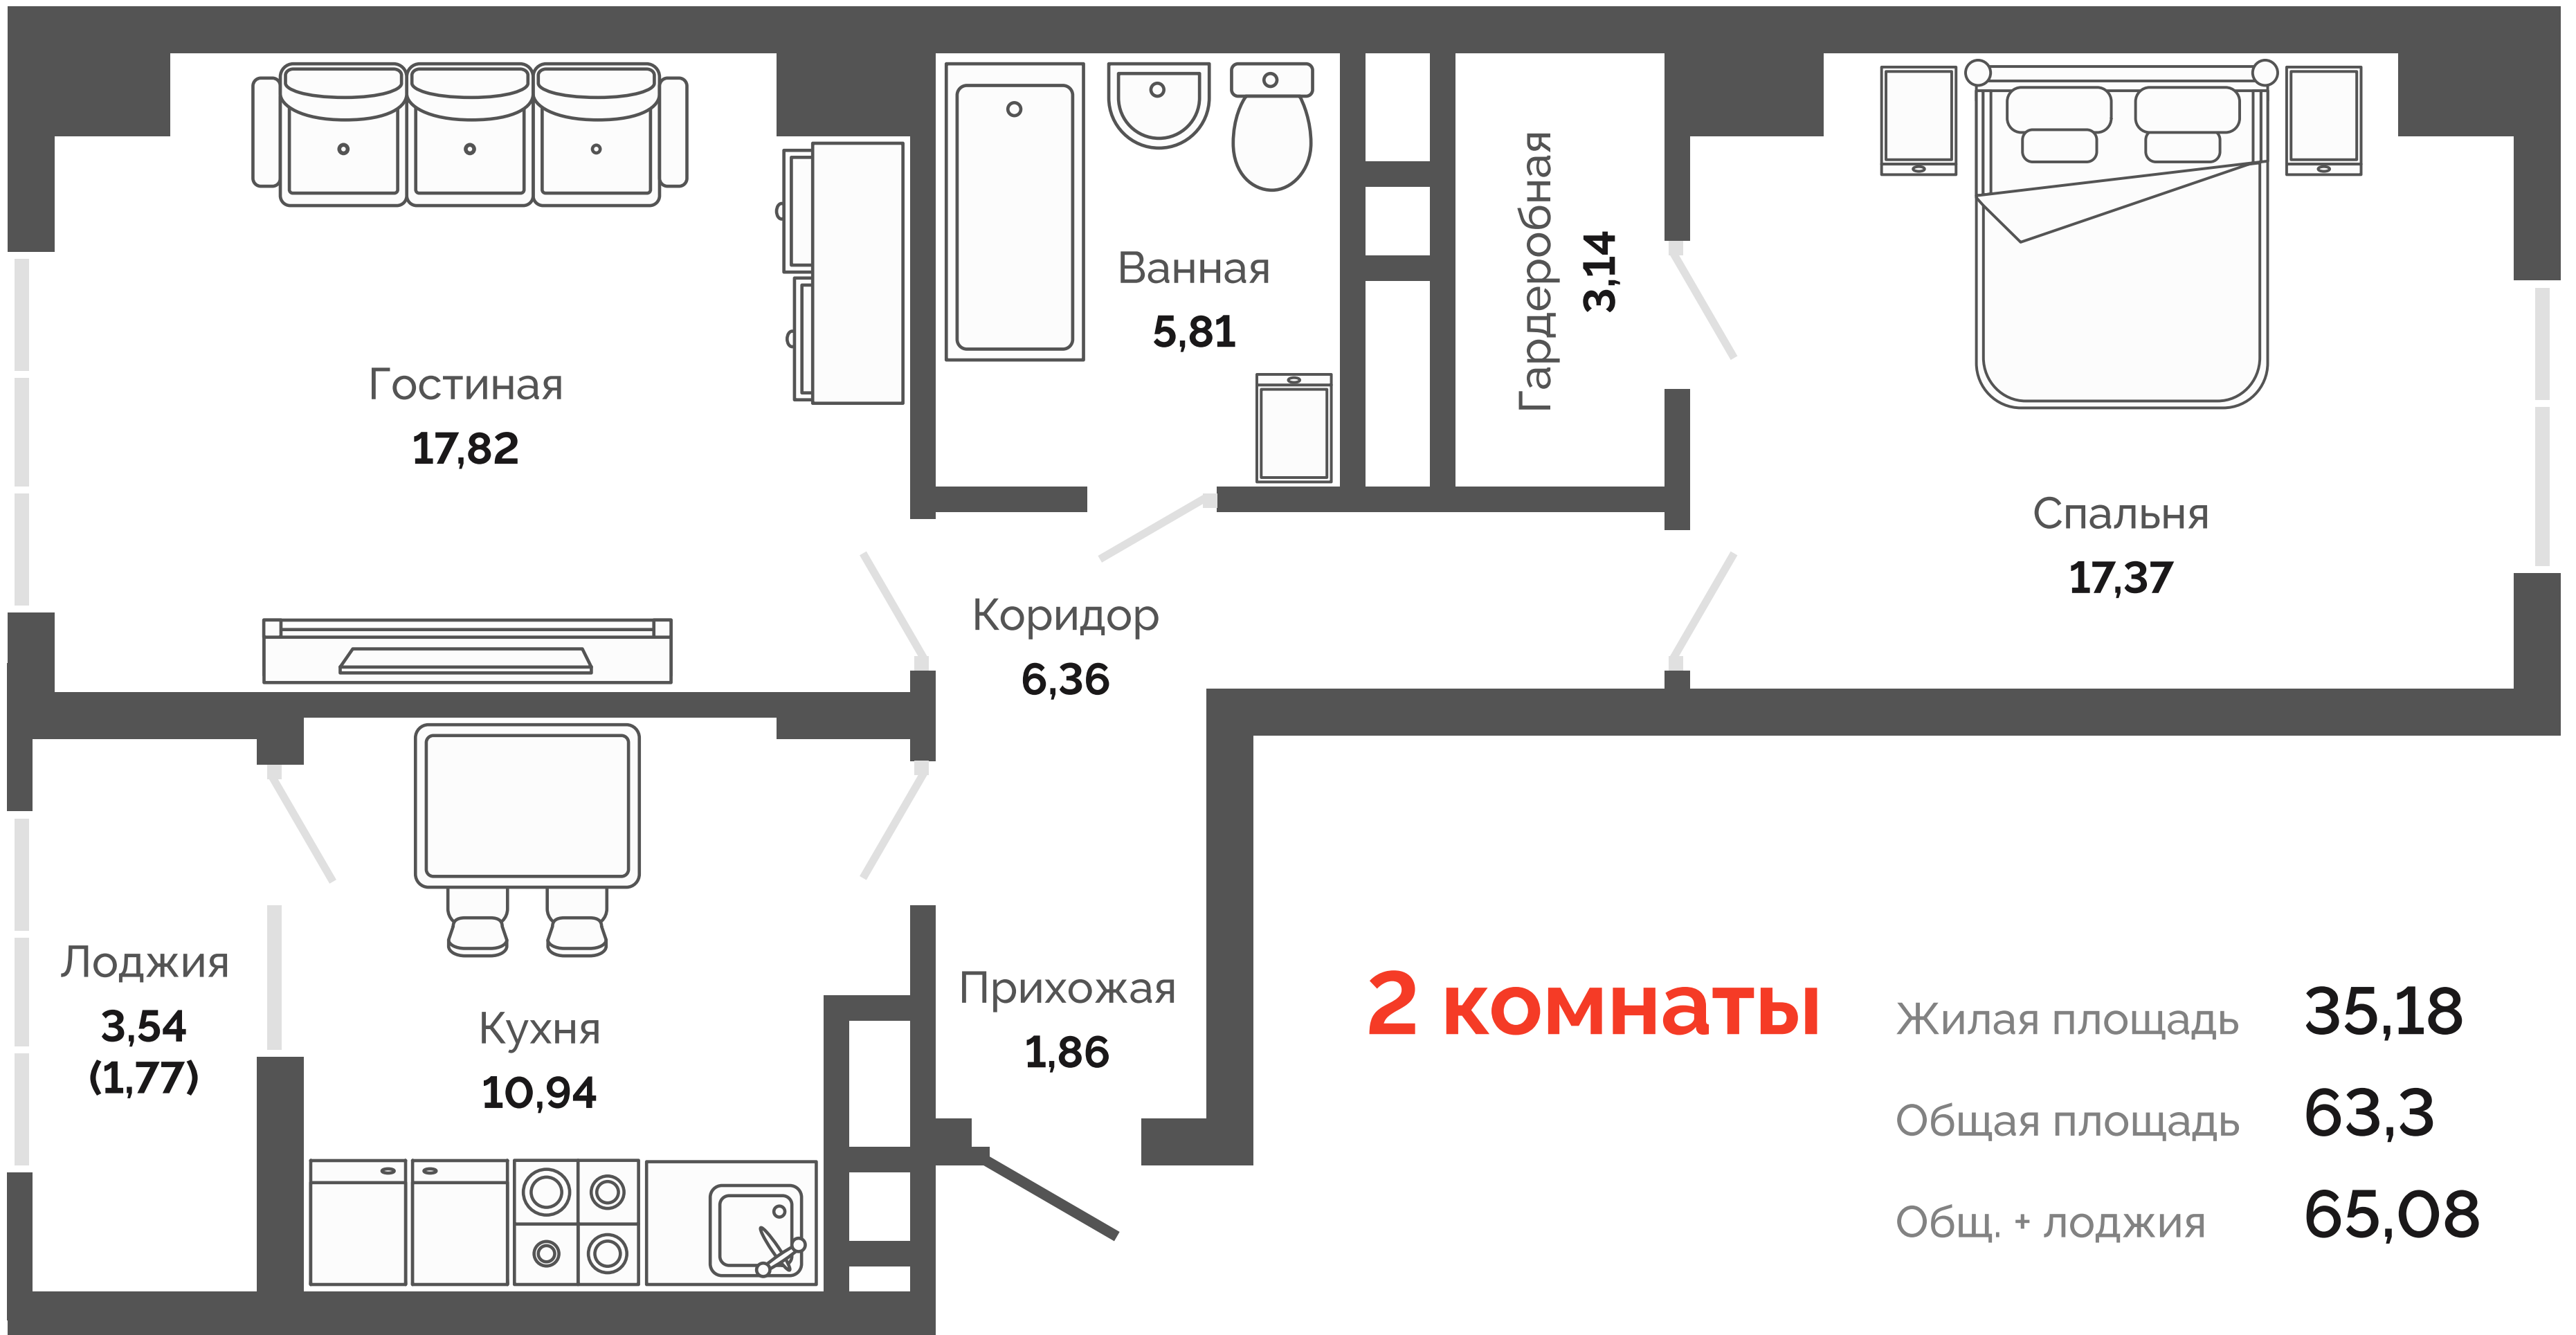 Гостиная
17,82
Ванная
5,81
Гардеробная
3,14
Спальня
17,37
Коридор
6,36
Лоджия
3,54
(1,77)
Кухня
10,94
Прихожая
1,86
2 комнаты
Жилая площадь 35,18
Общая площадь 63,3
Общ. + лоджия 65,08